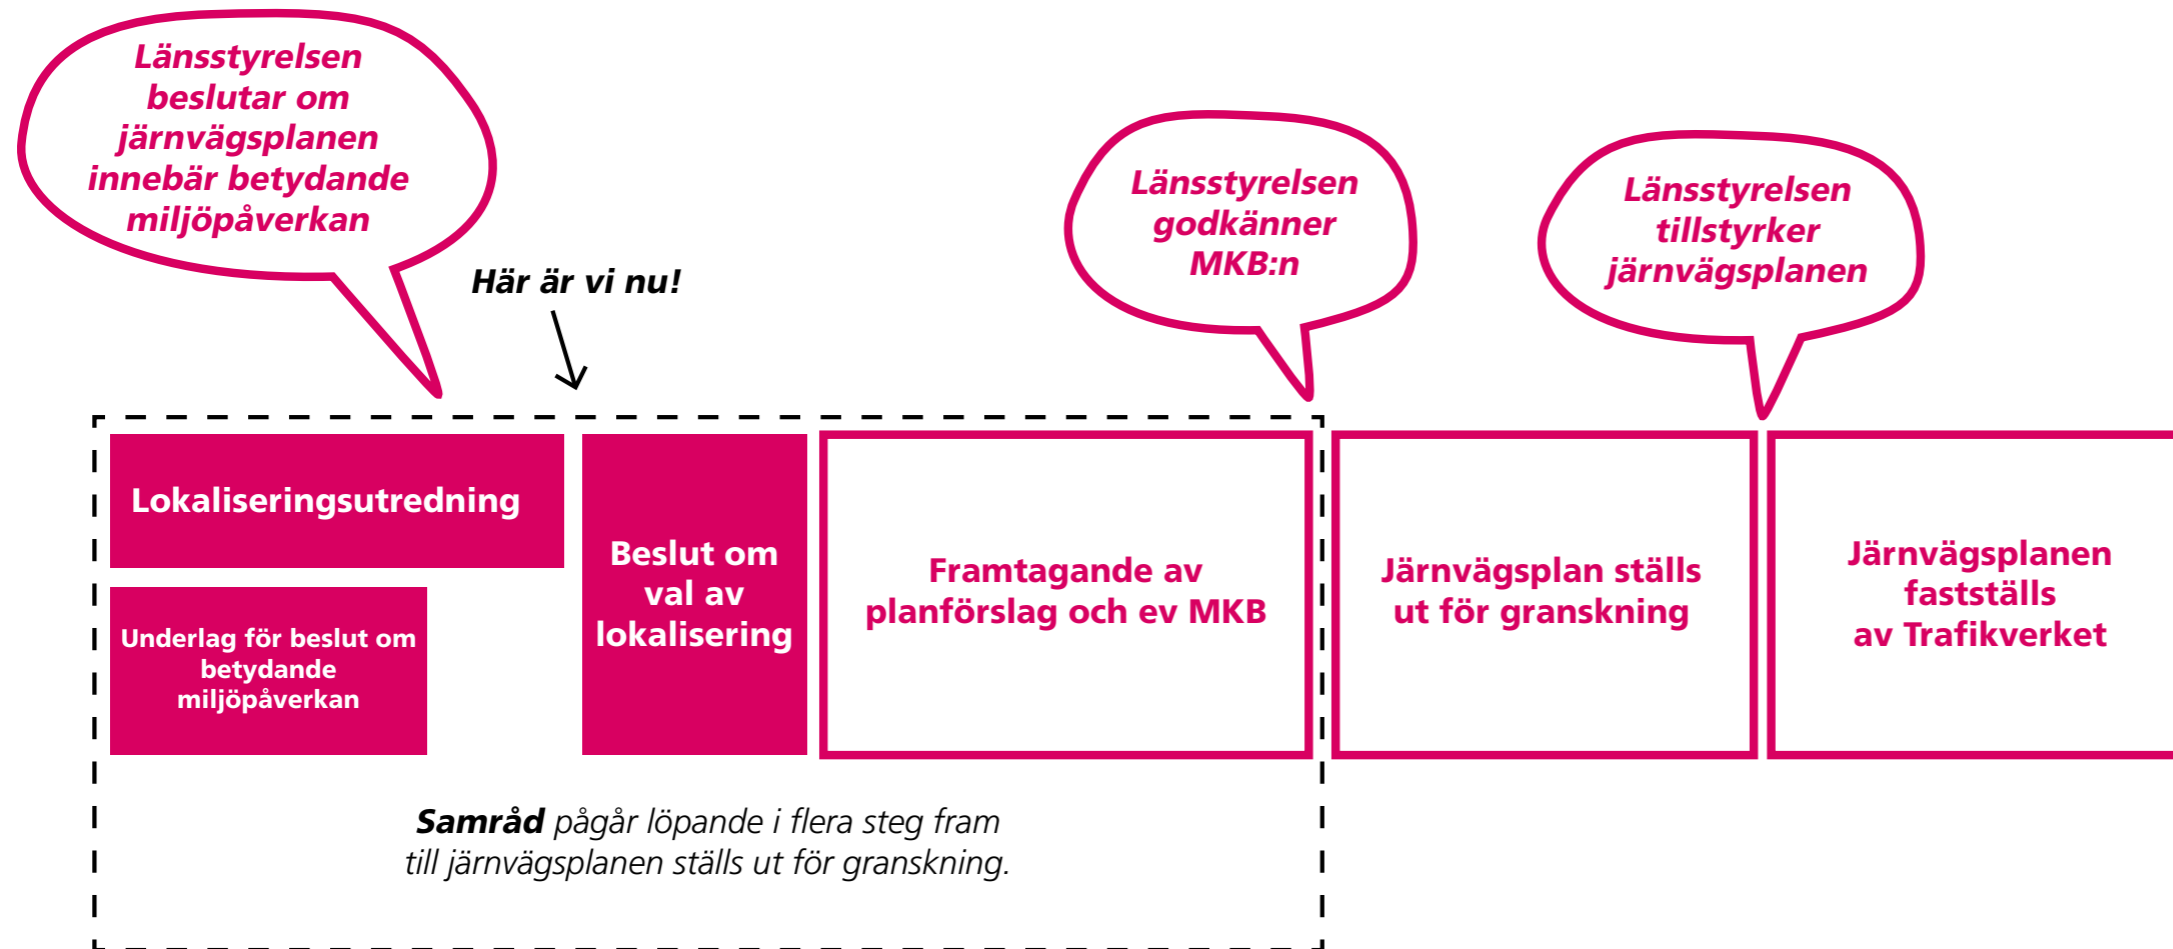 Länsstyrelsen
beslutar om
järnvägsplanen
innebär betydande
miljöpåverkan
Här är vi nu!
Länsstyrelsen
godkänner
MKB:n
Länsstyrelsen
tillstyrker
järnvägsplanen
Lokaliseringsutredning
Underlag för beslut om
betydande
miljöpåverkan
Beslut om
val av
lokalisering
Framtagande av
planförslag och ev MKB
Järnvägsplan ställs
ut för granskning
Järnvägsplanen
fastställs
av Trafikverket
Samråd pågår löpande i flera steg fram
till järnvägsplanen ställs ut för granskning.